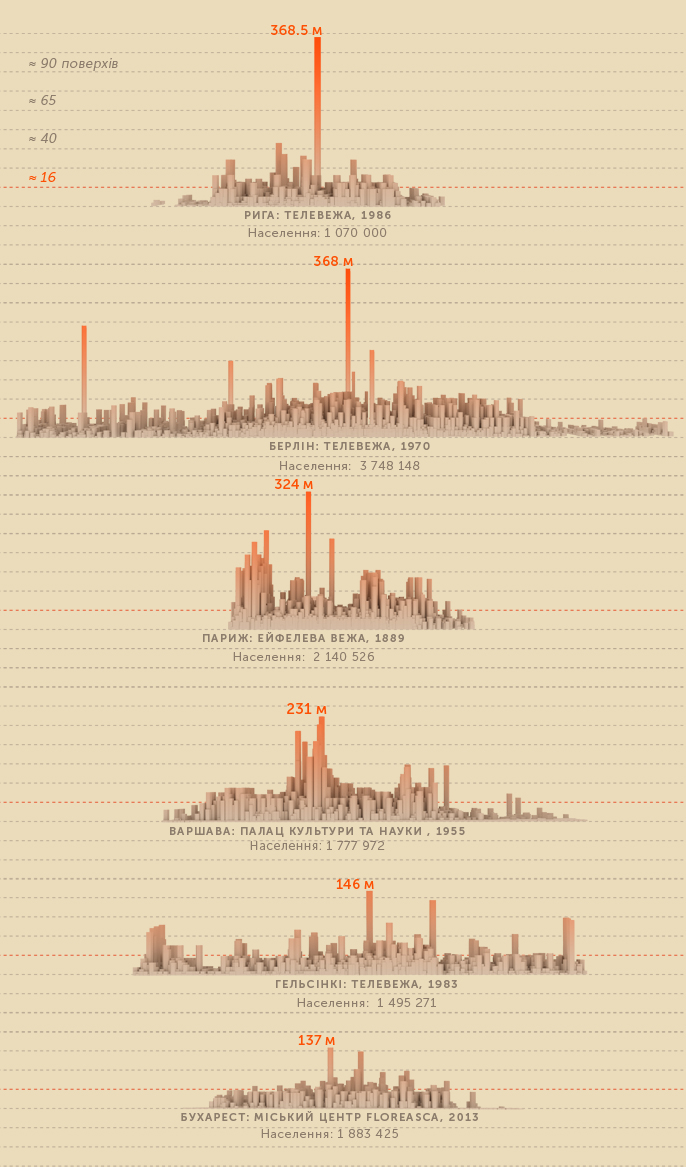 368.5 м
≈ 90 поверхів
≈ 65
≈ 40
≈ 16
РИГА: ТЕЛЕВЕЖА, 1986
Населення: 1 070 000
368 м
БЕРЛІН: ТЕЛЕВЕЖА, 1970
Населення: 3 748 148
324 м
ПАРИЖ: ЕЙФЕЛЕВА ВЕЖА, 1889
Населення: 2 140 526
231 м
ВАРШАВА: ПАЛАЦ КУЛЬТУРИ ТА НАУКИ , 1955
Населення: 1 777 972
146 м
ГЕЛЬСІНКІ: ТЕЛЕВЕЖА, 1983
Населення: 1 495 271
137 м
БУХАРЕСТ: МІСЬКИЙ ЦЕНТР FLOREASCA, 2013
Населення: 1 883 425